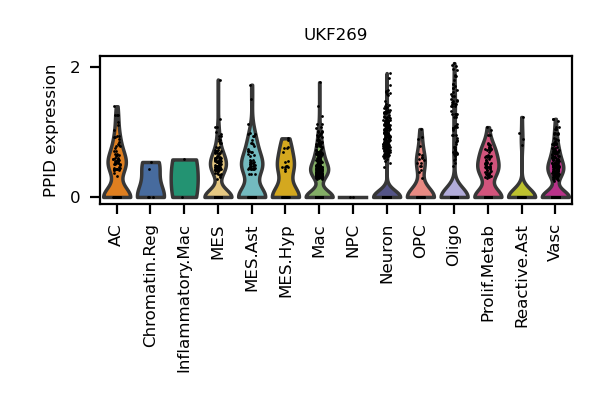 UKF269
PPID expression
2
0
AC
Chromatin.Reg
Inflammatory.Mac
MES
MES.Ast
MES.Hyp
Mac
NPC
Neuron
OPC
Oligo
Prolif.Metab
Reactive.Ast
Vasc